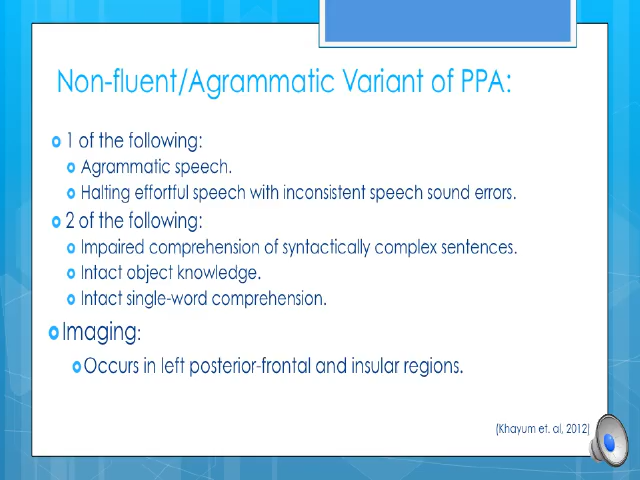 Non-fluent/Agrammatic Variant of PPA:
1 of the following:
Agrammatic speech.
Halting effortful speech with inconsistent speech sound errors.
2 of the following:
Impaired comprehension of syntactically complex sentences.
Intact object knowledge.
Intact single-word comprehension.
Imaging:
Occurs in left posterior-frontal and insular regions.
(Khayum et. al, 2012)